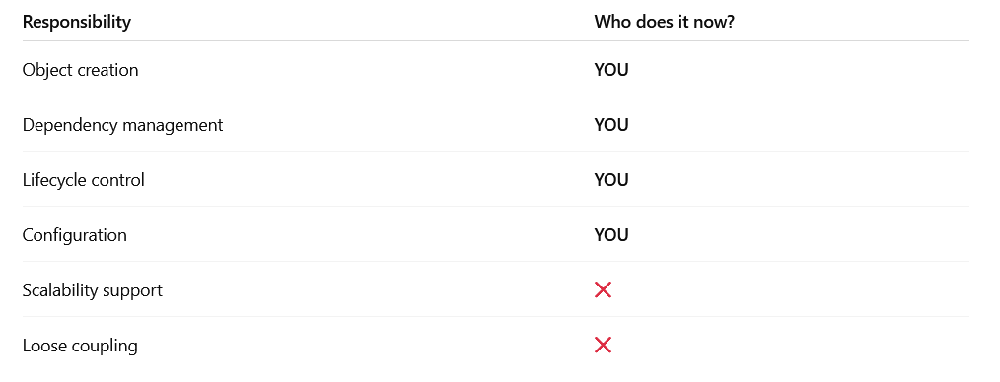 Responsibility Who does it now?
Object creation YOU
Dependency management YOU
Lifecycle control YOU
Configuration YOU
Scalability support ❌
Loose coupling ❌